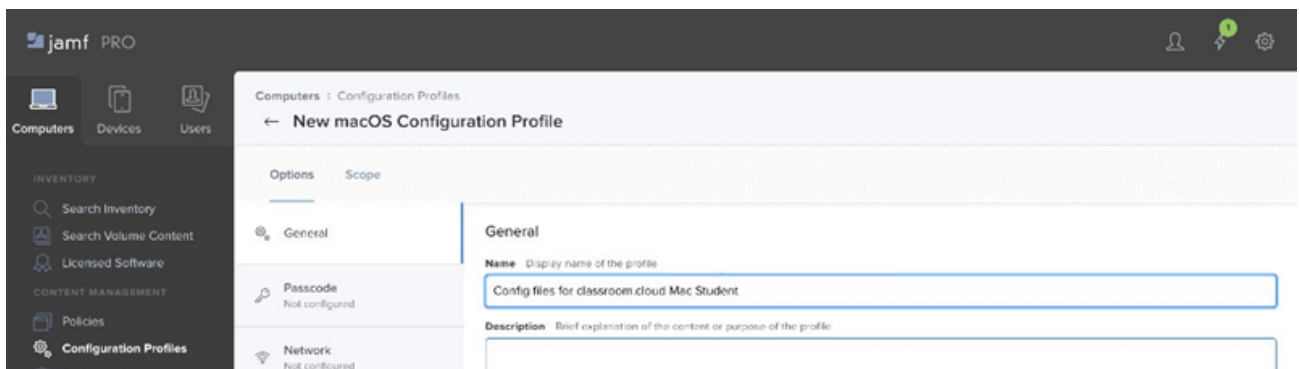 jamf PRO
1
Computers
Devices
Users
Computers : Configuration Profiles
← New macOS Configuration Profile
Options
Scope
INVENTORY
Search Inventory
Search Volume Content
Licensed Software
CONTENT MANAGEMENT
Policies
Configuration Profiles
General
Passcode
Not configured
Network
Not configured
General
Name Display name of the profile
Config files for classroom.cloud Mac Student
Description Brief explanation of the content or purpose of the profile